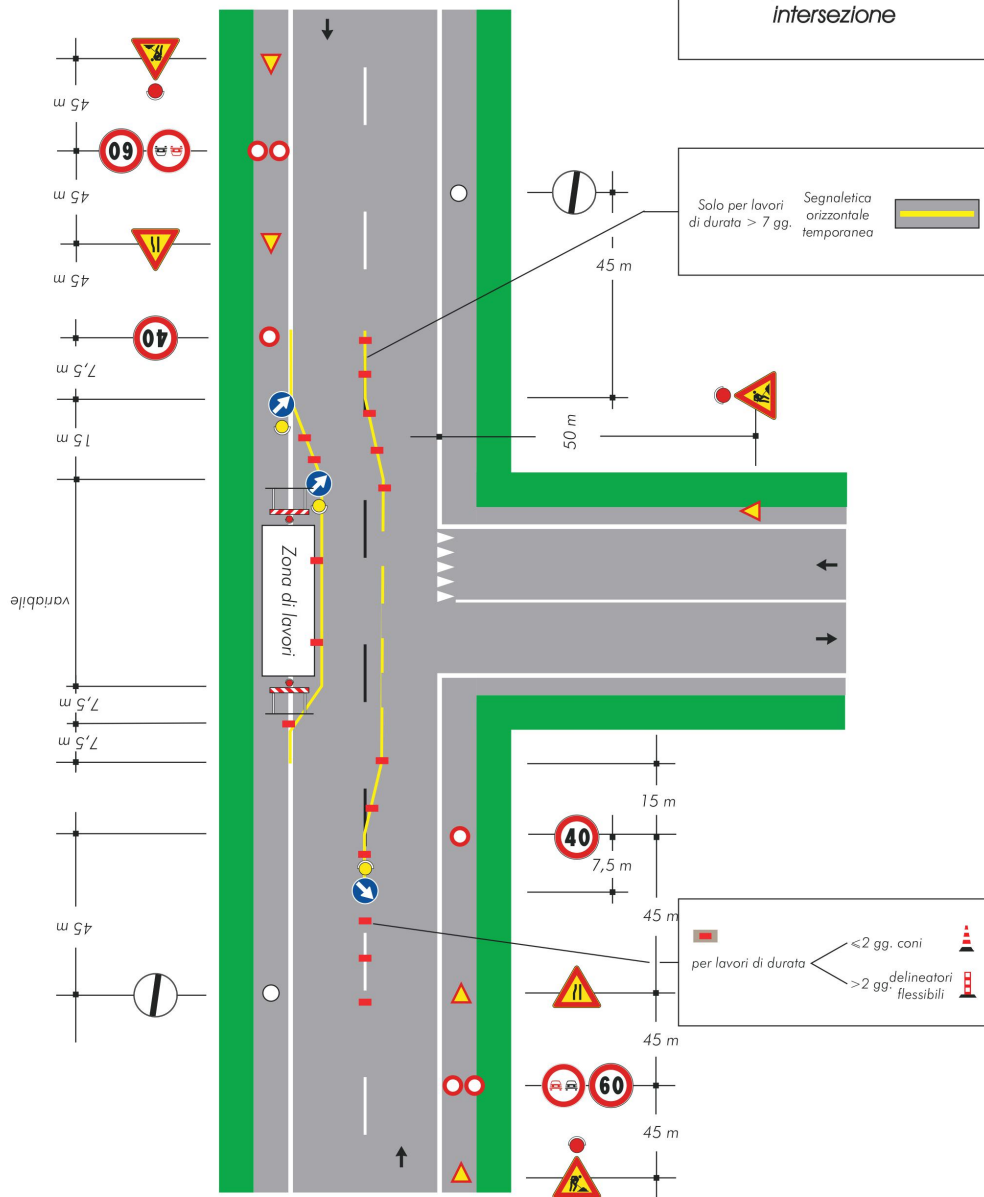 intersezione
45 m
60
45 m
45 m
40
7,5 m
15 m
variabile
7,5 m
7,5 m
45 m
Zona di lavori
Solo per lavori
di durata > 7 gg.
Segnaletica
orizzontale
temporanea
45 m
50 m
15 m
40
7,5 m
45 m
per lavori di durata
≤2 gg. coni
>2 gg. delineatori
flessibili
45 m
60
45 m